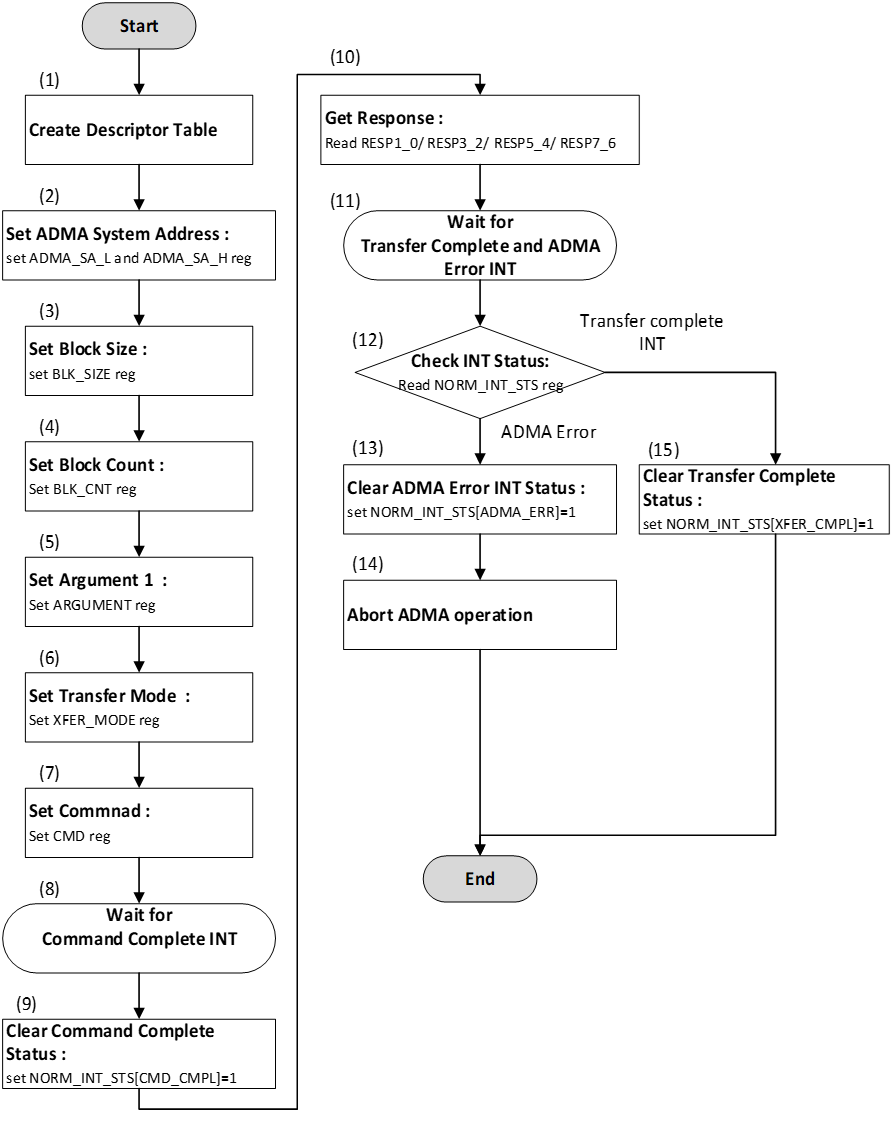 Start
(1)
Create Descriptor Table
(2)
Set ADMA System Address :
set ADMA_SA_L and ADMA_SA_H reg
(3)
Set Block Size :
set BLK_SIZE reg
(4)
Set Block Count :
Set BLK_CNT reg
(5)
Set Argument 1  :
Set ARGUMENT reg
(6)
Set Transfer Mode  :
Set XFER_MODE reg
(7)
Set Commnad :
Set CMD reg
(8)
Wait for
Command Complete INT
(9)
Clear Command Complete
Status :
set NORM_INT_STS[CMD_CMPL]=1
(10)
Get Response :
Read RESP1_0/ RESP3_2/ RESP5_4/ RESP7_6
(11)
Wait for
Transfer Complete and ADMA
Error INT
(12)
Check INT Status:
Read NORM_INT_STS reg
Transfer complete
INT
ADMA Error
(13)
Clear ADMA Error INT Status :
set NORM_INT_STS[ADMA_ERR]=1
(14)
Abort ADMA operation
(15)
Clear Transfer Complete
Status :
set NORM_INT_STS[XFER_CMPL]=1
End